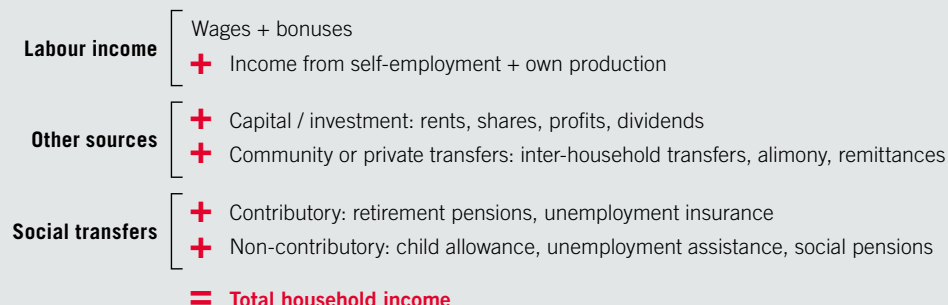 Labour income
Wages + bonuses
+ Income from self-employment + own production
Other sources
+ Capital / investment: rents, shares, profits, dividends
+ Community or private transfers: inter-household transfers, alimony, remittances
Social transfers
+ Contributory: retirement pensions, unemployment insurance
+ Non-contributory: child allowance, unemployment assistance, social pensions
= Total household income